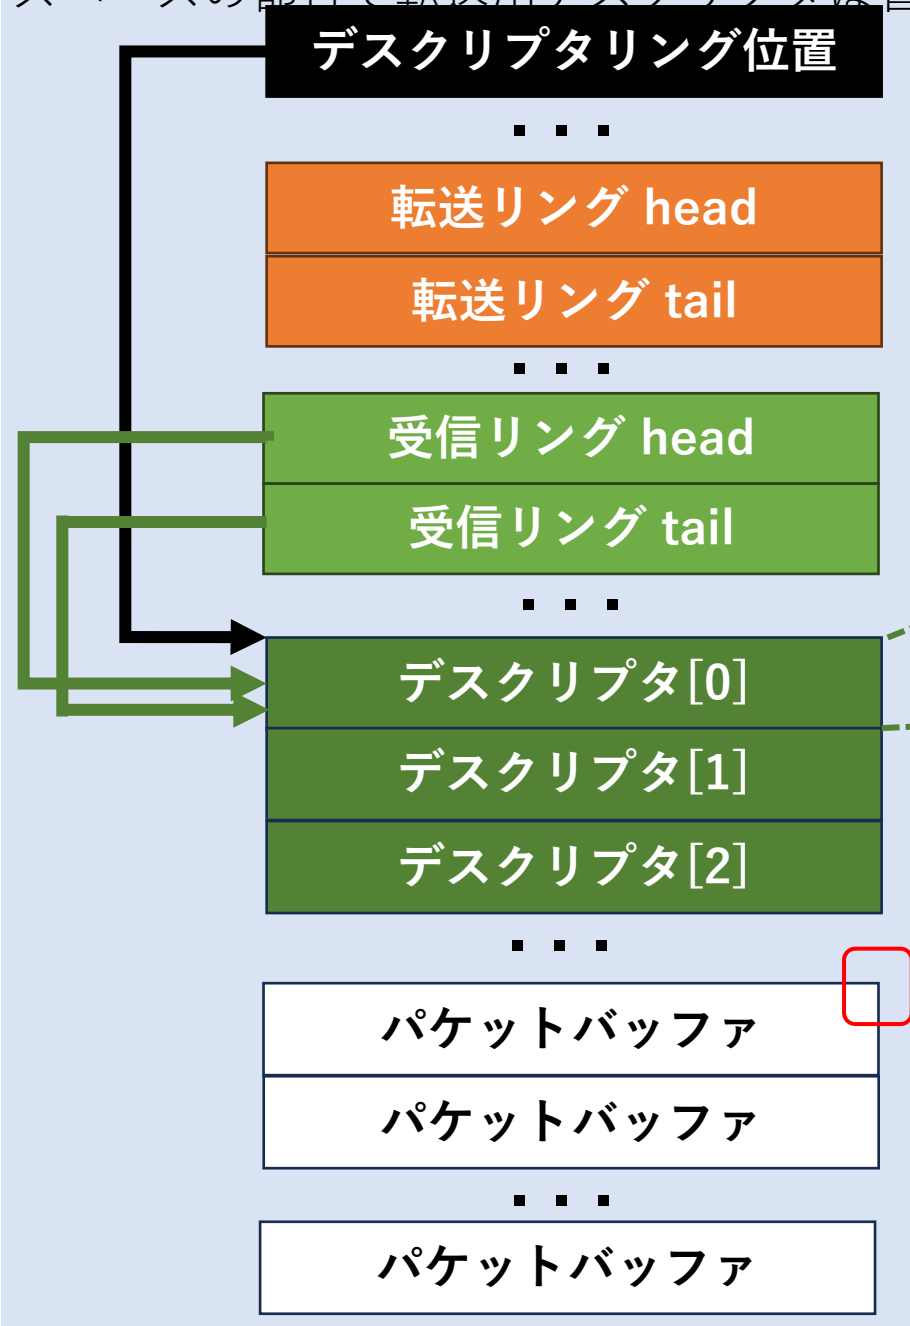 デスクリプタリング位置
. . .
転送リング head
転送リング tail
. . .
受信リング head
受信リング tail
. . .
デスクリプタ[0]
デスクリプタ[1]
デスクリプタ[2]
. . .
パケットバッファ
パケットバッファ
. . .
パケットバッファ